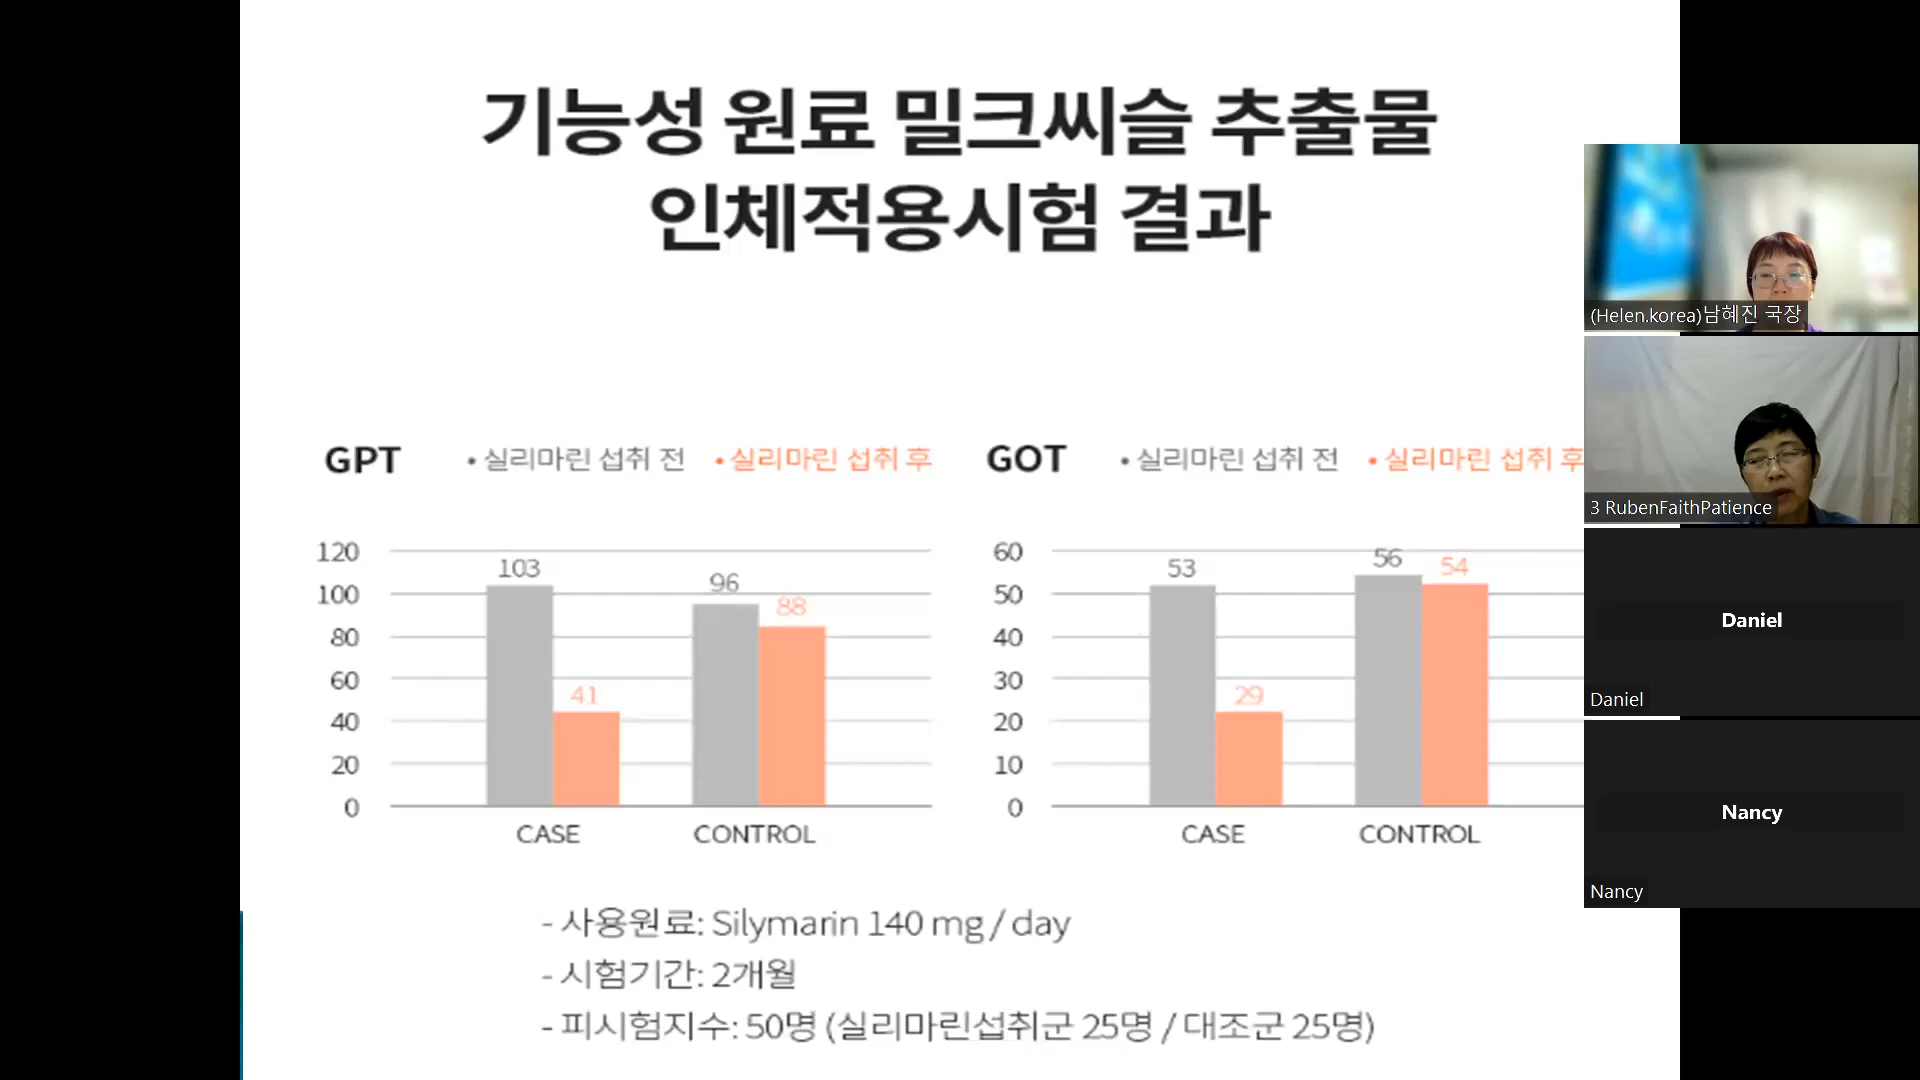 기능성 원료 밀크씨슬 추출물
인체적용시험 결과
GPT
• 실리마린 섭취 전 • 실리마린 섭취 후
120
100
80
60
40
20
0
103
41
96
88
CASE
CONTROL
GOT
• 실리마린 섭취 전 • 실리마린 섭취 후
60
50
40
30
20
10
0
53
29
56
54
CASE
CONTROL
- 사용원료: Silymarin 140 mg / day
- 시험기간: 2개월
- 피시험지수: 50명 (실리마린섭취군 25명 / 대조군 25명)
(Helen.korea)남혜진 국장
3 RubenFaithPatience
Daniel
Daniel
Nancy
Nancy